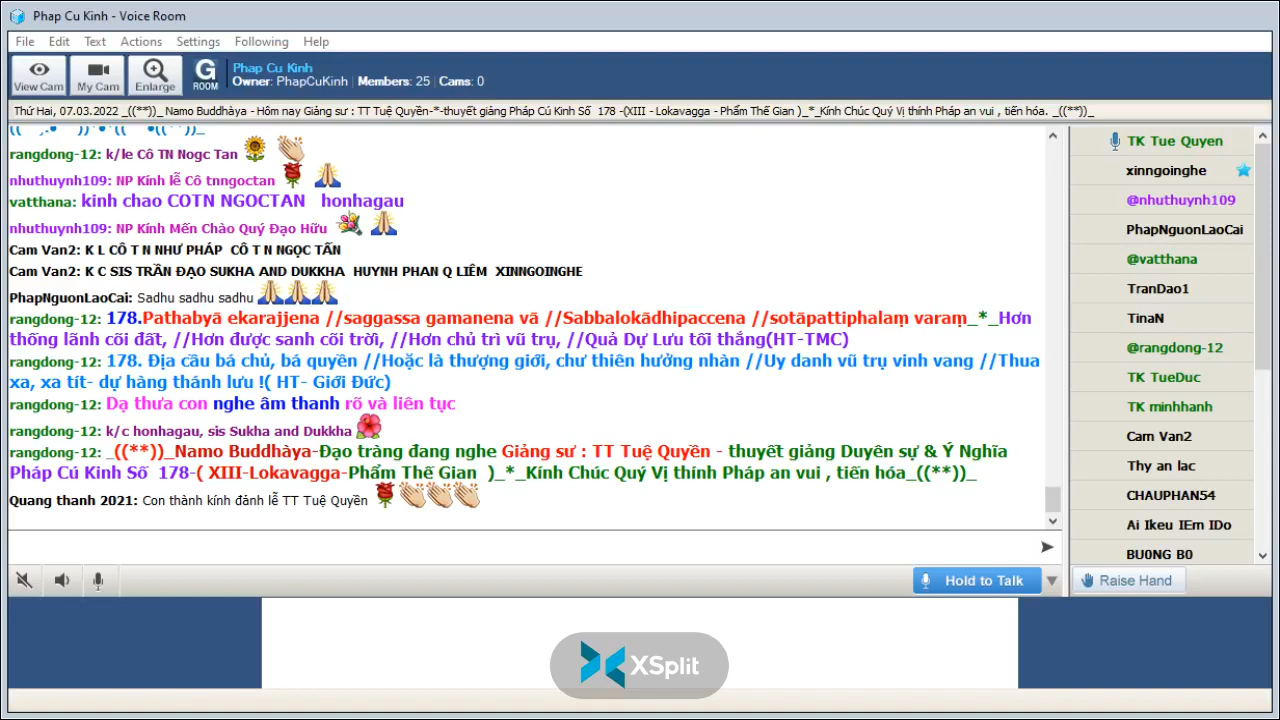 Phap Cu Kinh - Voice Room
File Edit Text Actions Settings Following Help
View Cam My Cam Enlarge G ROOM
Phap Cu Kinh
Owner: PhapCuKinh | Members: 25 | Cams: 0
Thứ Hai, 07.03.2022 _((**))_ Namo Buddhàya - Hôm nay Giảng sư : TT Tuệ Quyền-*-thuyết giảng Pháp Cú Kinh Số 178 -(XIII - Lokavagga - Phẩm Thế Gian )_*_Kính Chúc Quý Vị thính Pháp an vui , tiến hóa. _((**))_
rangdong-12: k/le Cô TN Ngoc Tan
nhuthuynh109: NP Kính lễ Cô tnngoctan
vatthana: kinh chao COTN NGOCTAN honhagau
nhuthuynh109: NP Kính Mến Chào Quý Đạo Hữu
Cam Van2: K L CÔ T N NHƯ PHÁP CÔ T N NGỌC TẤN
Cam Van2: K C SIS TRẦN ĐẠO SUKHA AND DUKKHA HUYNH PHAN Q LIÊM XINNGOINGHE
PhapNguonLaoCai: Sadhu sadhu sadhu
rangdong-12: 178.Pathabyā ekarajjena //saggassa gamanena vā //Sabbalokādhipaccena //sotāpattiphalaṃ varaṃ_*_Hơn
thống lãnh cõi đất, //Hơn được sanh cõi trời, //Hơn chủ trì vũ trụ, //Quả Dự Lưu tối thắng(HT-TMC)
rangdong-12: 178. Địa cầu bá chủ, bá quyền //Hoặc là thượng giới, chư thiên hưởng nhàn //Uy danh vũ trụ vinh vang //Thua
xa, xa tít- dự hàng thánh lưu !( HT- Giới Đức)
rangdong-12: Dạ thưa con nghe âm thanh rõ và liên tục
rangdong-12: k/c honhagau, sis Sukha and Dukkha
rangdong-12: _((**))_Namo Buddhàya-Đạo tràng đang nghe Giảng sư : TT Tuệ Quyền - thuyết giảng Duyên sự & Ý Nghĩa
Pháp Cú Kinh Số 178-( XIII-Lokavagga-Phẩm Thế Gian )_*_Kính Chúc Quý Vị thính Pháp an vui , tiến hóa_((**))_
Quang thanh 2021: Con thành kính đảnh lễ TT Tuệ Quyền
TK Tue Quyen
xinngoinghe
@nhuthuynh109
PhapNguonLaoCai
@vatthana
TranDao1
TinaN
@rangdong-12
TK TueDuc
TK minhhanh
Cam Van2
Thy an lac
CHAUPHAN54
Ai Ikeu IEm IDo
BU0NG B0
Hold to Talk
Raise Hand
XSplit